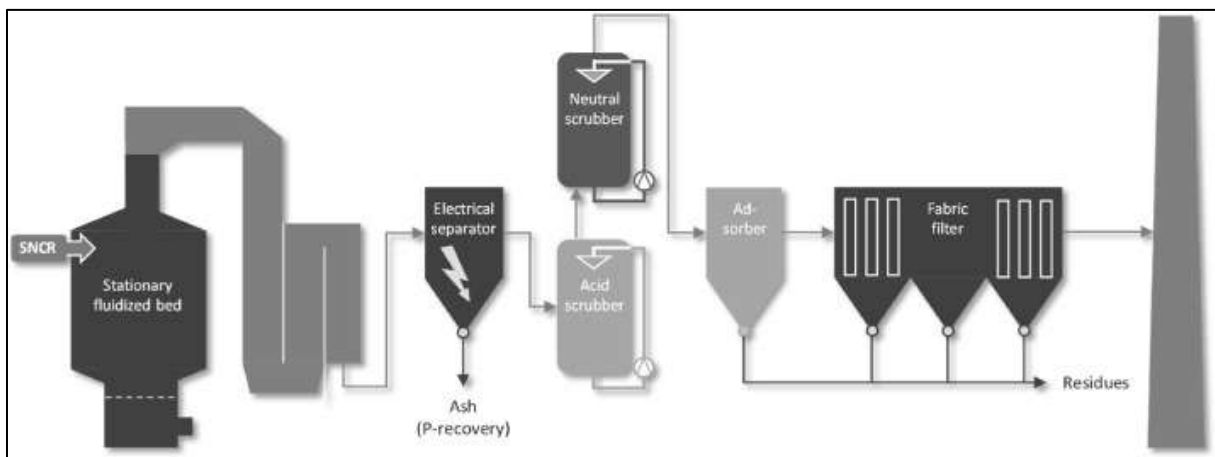 SNCR
Stationary
fluidized bed
Electrical
separator
Ash
(P-recovery)
Neutral
scrubber
Acid
scrubber
Ad-
sorber
Fabric
filter
Residues